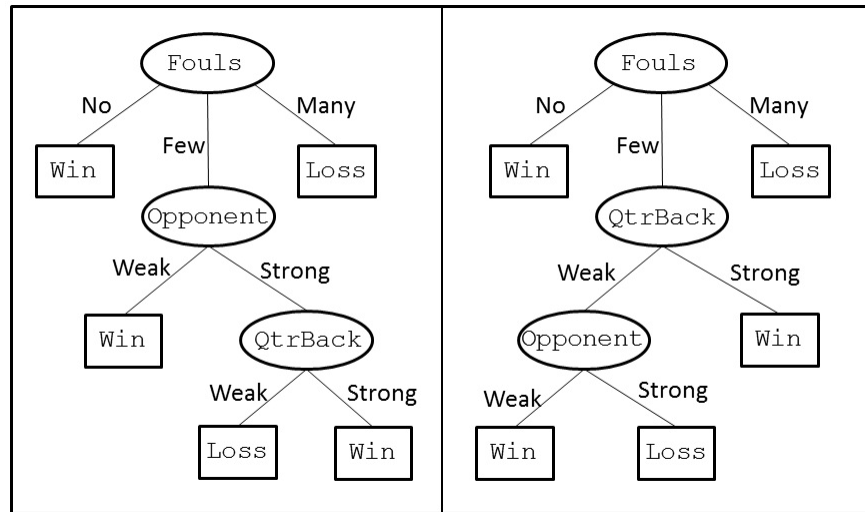 Fouls
No
Few
Many
Win
Loss
Opponent
Weak
Strong
Win
QtrBack
Weak
Strong
Loss
Win
Fouls
No
Few
Many
Win
Loss
QtrBack
Weak
Strong
Opponent
Win
Weak
Strong
Win
Loss